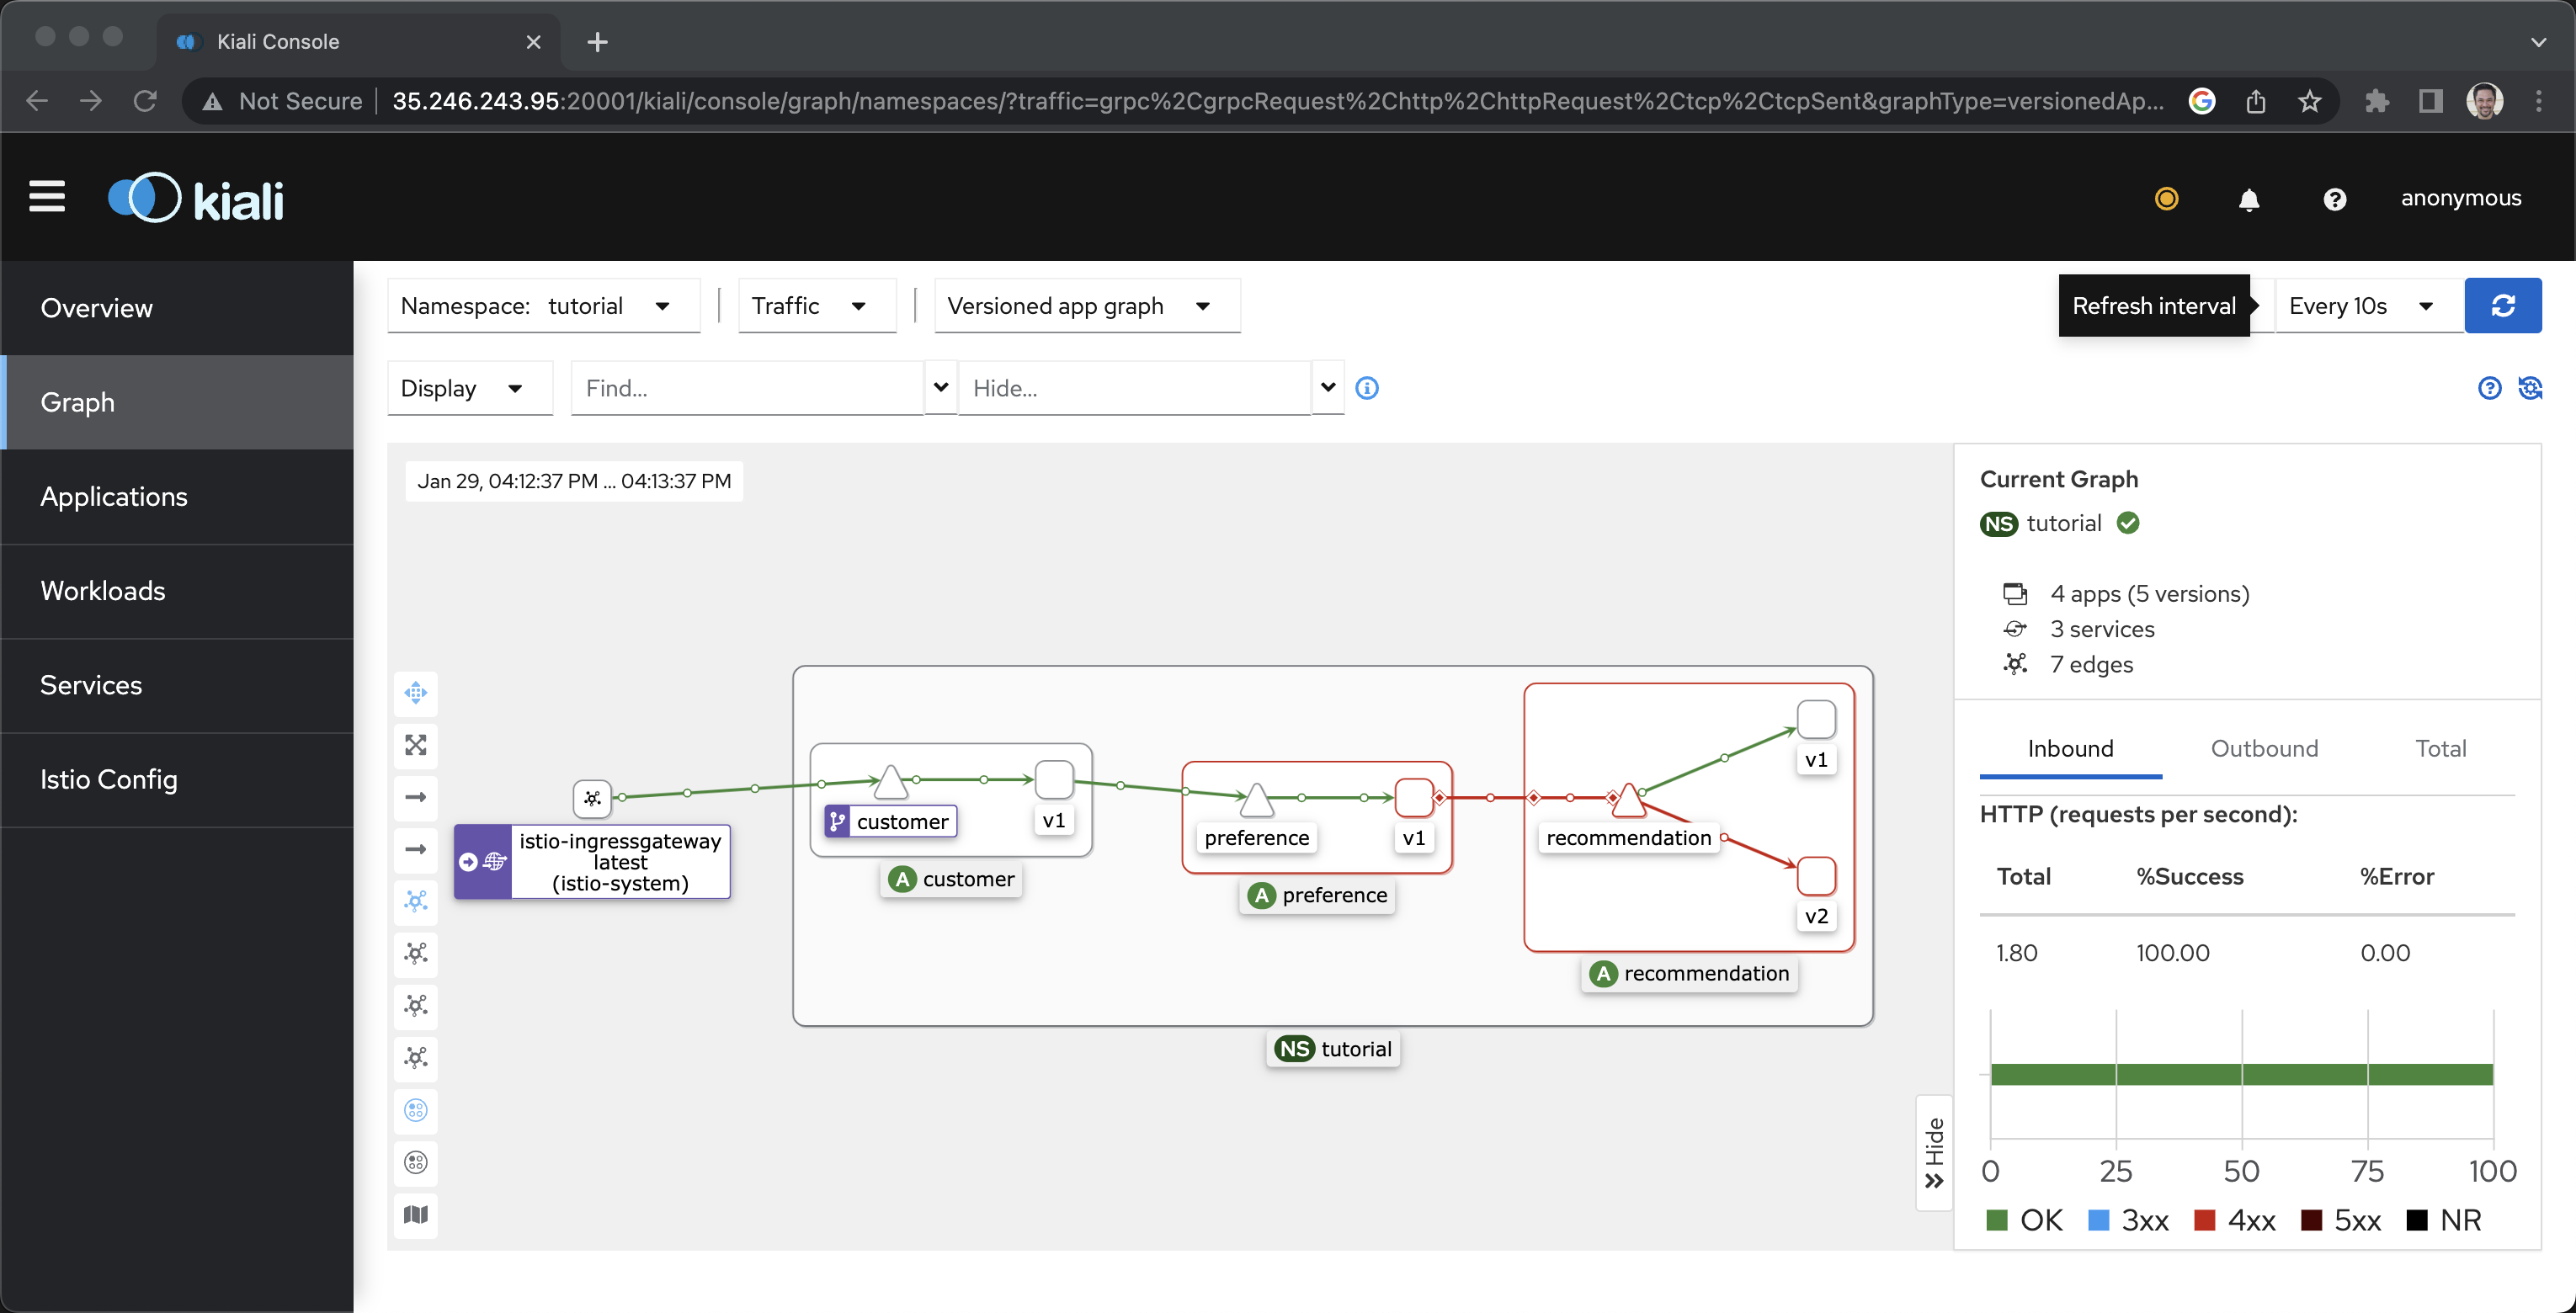 Kiali Console
Not Secure
35.246.243.95:20001/kiali/console/graph/namespaces/?traffic=grpc%2CgrpcRequest%2Chttp%2ChttpRequest%2Ctcp%2CtcpSent&graphType=versionedAp...
kiali
anonymous
Overview
Graph
Applications
Workloads
Services
Istio Config
Namespace: tutorial
Traffic
Versioned app graph
Refresh interval
Every 10s
Display
Find...
Hide...
Jan 29, 04:12:37 PM ... 04:13:37 PM
istio-ingressgateway
latest
(istio-system)
customer
v1
A customer
preference
v1
A preference
recommendation
v1
v2
A recommendation
NS tutorial
Hide
Current Graph
NS tutorial
4 apps (5 versions)
3 services
7 edges
Inbound
Outbound
Total
HTTP (requests per second):
Total %Success %Error
1.80 100.00 0.00
0 25 50 75 100
OK 3xx 4xx 5xx NR